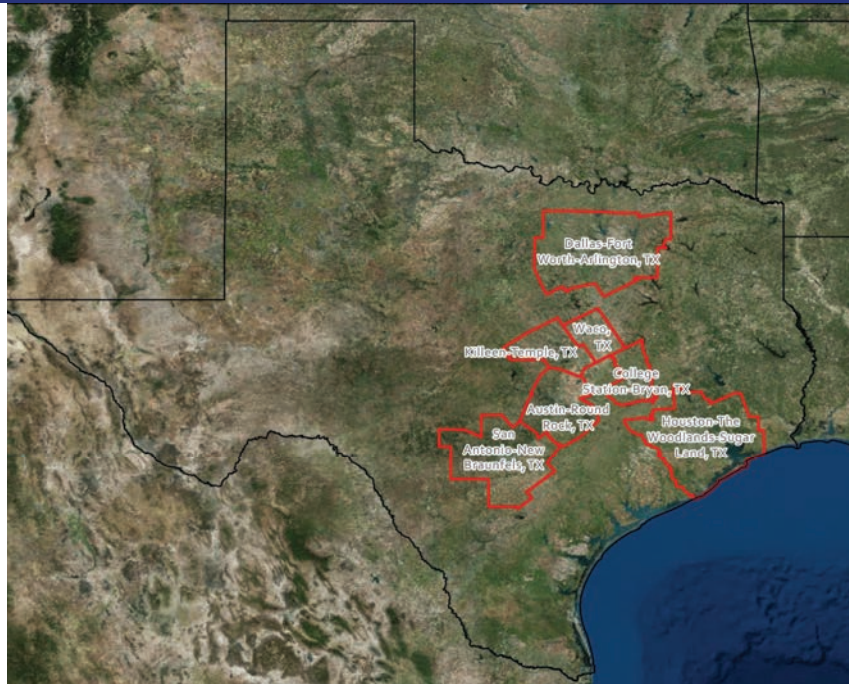 Dallas-Fort
Worth-Arlington, TX
Waco,
TX
Killeen-Temple, TX
College
Station-Bryan, TX
Austin-Round
Rock, TX
Houston-The
Woodlands-Sugar
Land, TX
San
Antonio-New
Braunfels, TX